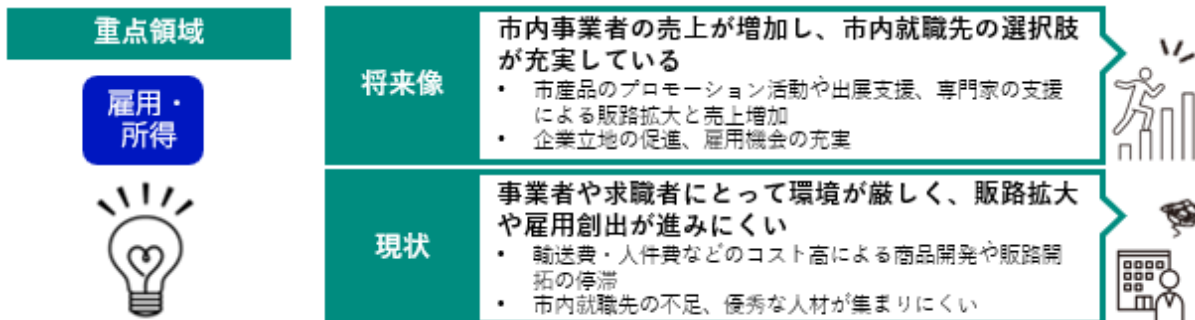 重点領域
雇用・
所得
将来像
市内事業者の売上が増加し、市内就職先の選択肢
が充実している
• 市産品のプロモーション活動や出展支援、専門家の支援
による販路拡大と売上増加
• 企業立地の促進、雇用機会の充実
現状
事業者や求職者にとって環境が厳しく、販路拡大
や雇用創出が進みにくい
• 輸送費・人件費などのコスト高による商品開発や販路開
拓の停滞
• 市内就職先の不足、優秀な人材が集まりにくい